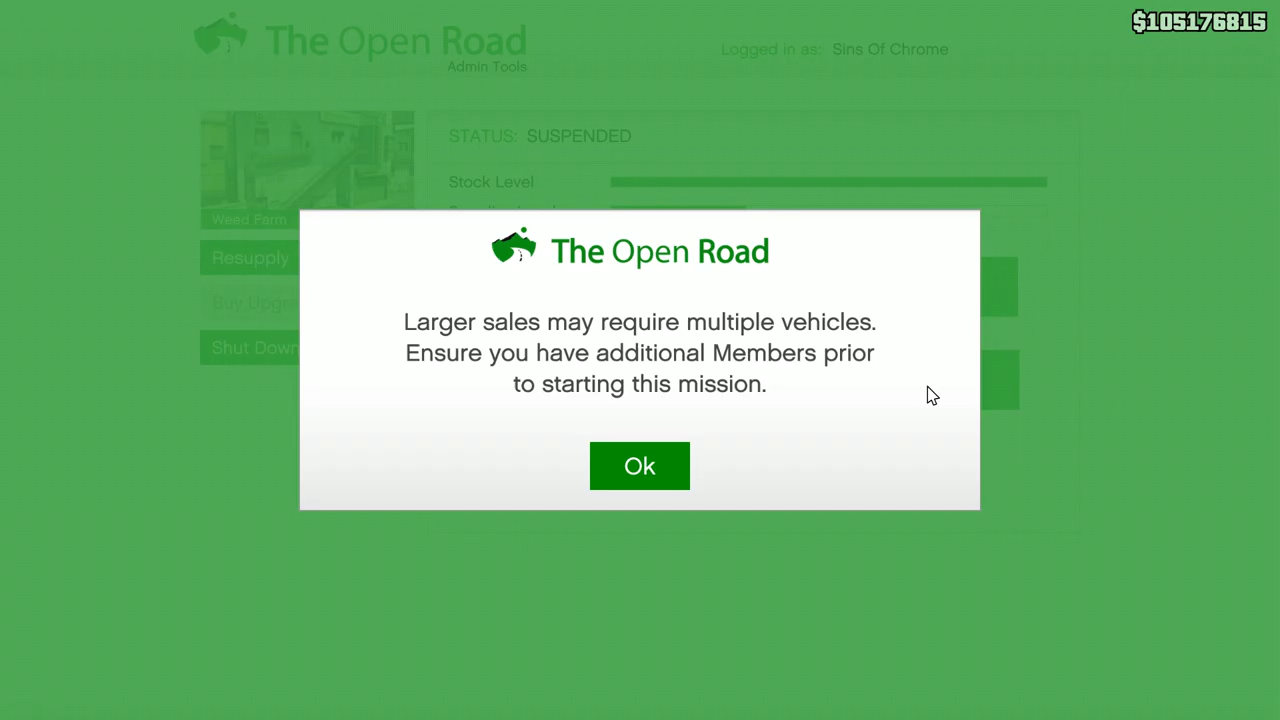 $105176815
The Open Road
Admin Tools
Logged in as: Sins Of Chrome
STATUS: SUSPENDED
Stock Level
Weed Farm
Resupply
Buy
Shut Down
The Open Road
Larger sales may require multiple vehicles.
Ensure you have additional Members prior
to starting this mission.
Ok